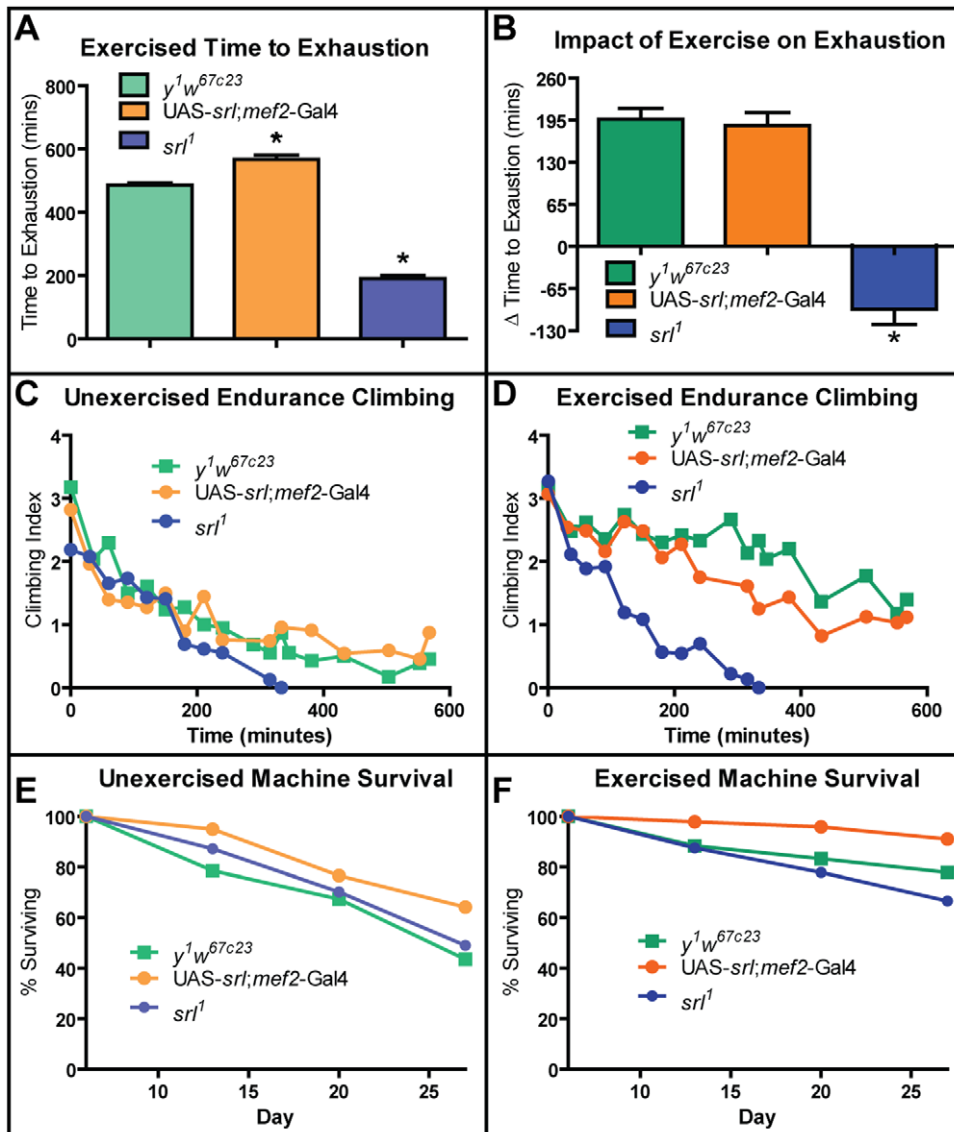 A
Exercised Time to Exhaustion
y¹w⁶⁷ᶜ²³
UAS-srl;mef2-Gal4
srl¹
Time to Exhaustion (mins)
800
600
400
200
0
*
*
B
Impact of Exercise on Exhaustion
Δ Time to Exaustion (mins)
260
195
130
65
0
-65
-130
y¹w⁶⁷ᶜ²³
UAS-srl;mef2-Gal4
srl¹
*
C
Unexercised Endurance Climbing
y¹w⁶⁷ᶜ²³
UAS-srl;mef2-Gal4
srl¹
Climbing Index
4
3
2
1
0
0 200 400 600
Time (minutes)
D
Exercised Endurance Climbing
y¹w⁶⁷ᶜ²³
UAS-srl;mef2-Gal4
srl¹
Climbing Index
4
3
2
1
0
0 200 400 600
Time (minutes)
E
Unexercised Machine Survival
% Surviving
100
80
60
40
20
0
y¹w⁶⁷ᶜ²³
UAS-srl;mef2-Gal4
srl¹
10 15 20 25
Day
F
Exercised Machine Survival
% Surviving
100
80
60
40
20
0
y¹w⁶⁷ᶜ²³
UAS-srl;mef2-Gal4
srl¹
10 15 20 25
Day